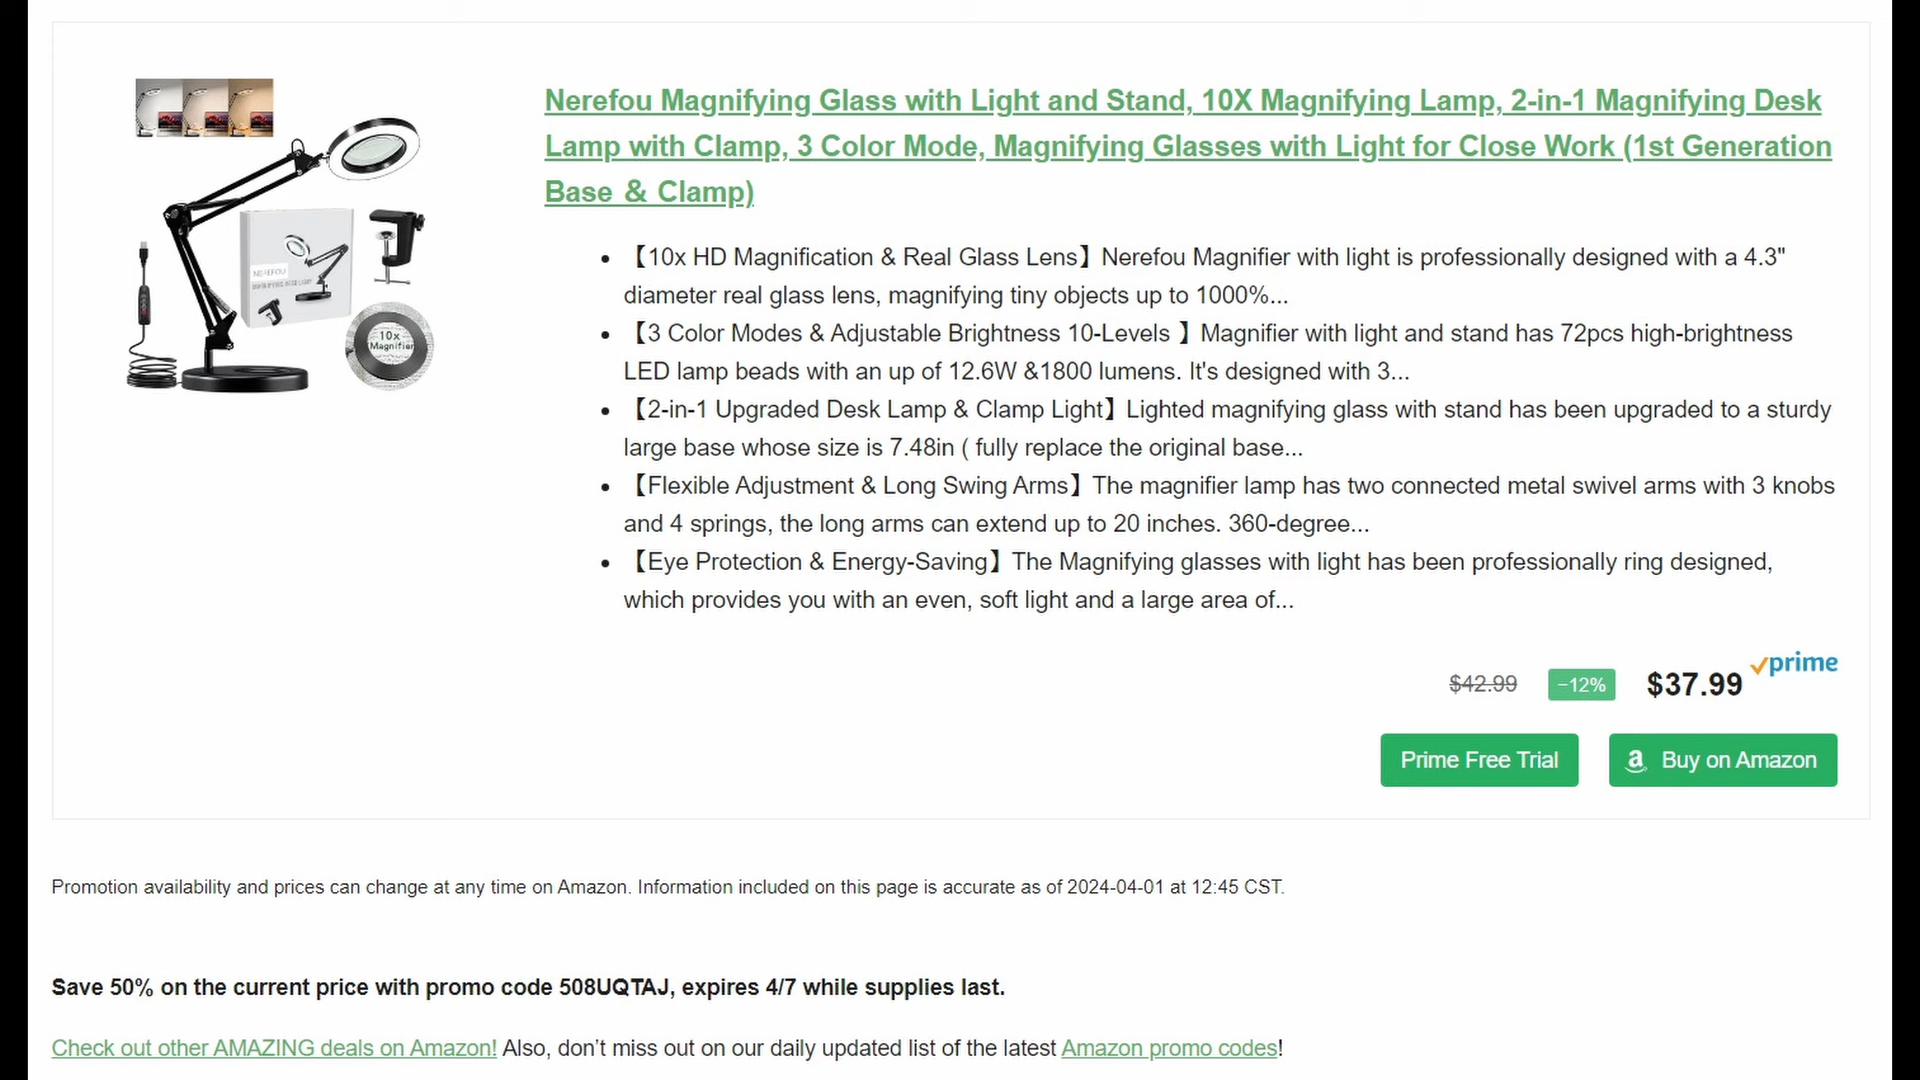 Nerefou Magnifying Glass with Light and Stand, 10X Magnifying Lamp, 2-in-1 Magnifying Desk
Lamp with Clamp, 3 Color Mode, Magnifying Glasses with Light for Close Work (1st Generation
Base ＆ Clamp)
NEREFOU
10x
Magnifier
• 【10x HD Magnification & Real Glass Lens】Nerefou Magnifier with light is professionally designed with a 4.3"
diameter real glass lens, magnifying tiny objects up to 1000%...
• 【3 Color Modes & Adjustable Brightness 10-Levels 】Magnifier with light and stand has 72pcs high-brightness
LED lamp beads with an up of 12.6W &1800 lumens. It's designed with 3...
• 【2-in-1 Upgraded Desk Lamp & Clamp Light】Lighted magnifying glass with stand has been upgraded to a sturdy
large base whose size is 7.48in ( fully replace the original base...
• 【Flexible Adjustment & Long Swing Arms】The magnifier lamp has two connected metal swivel arms with 3 knobs
and 4 springs, the long arms can extend up to 20 inches. 360-degree...
• 【Eye Protection & Energy-Saving】The Magnifying glasses with light has been professionally ring designed,
which provides you with an even, soft light and a large area of...
$42.99 −12% $37.99 prime
Prime Free Trial Buy on Amazon
Promotion availability and prices can change at any time on Amazon. Information included on this page is accurate as of 2024-04-01 at 12:45 CST.
Save 50% on the current price with promo code 508UQTAJ, expires 4/7 while supplies last.
Check out other AMAZING deals on Amazon! Also, don’t miss out on our daily updated list of the latest Amazon promo codes!